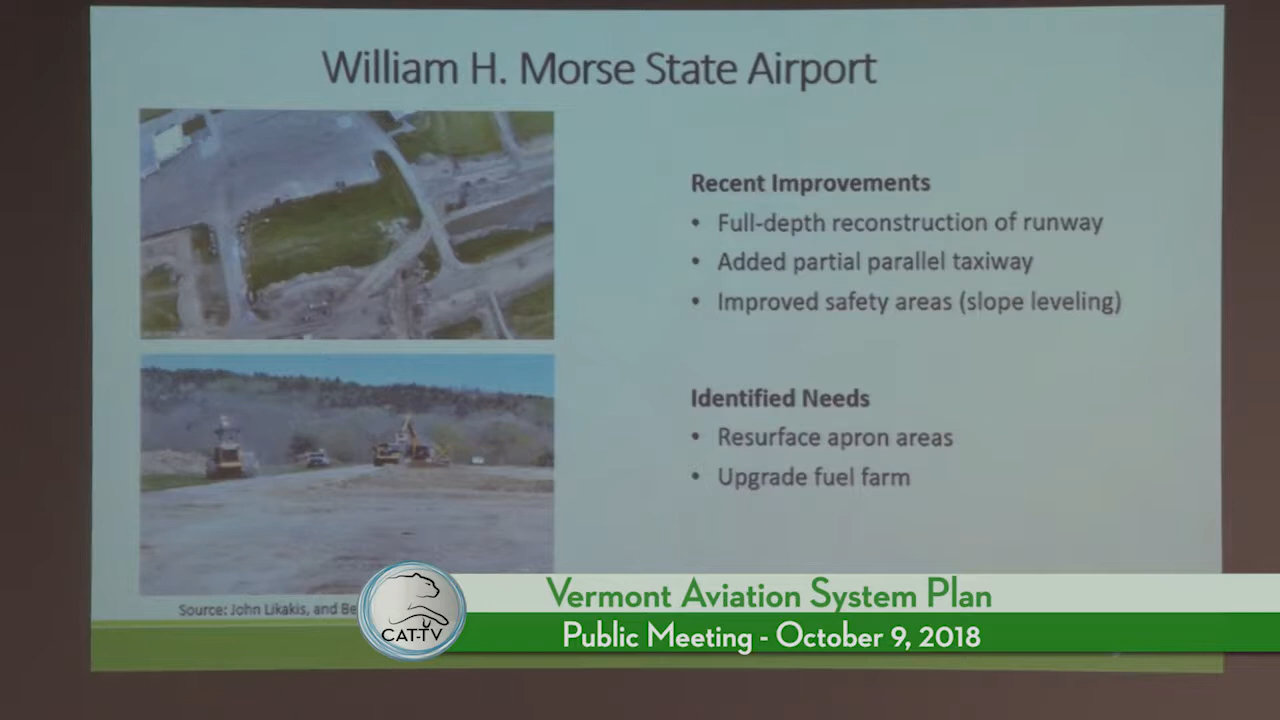 William H. Morse State Airport
Recent Improvements
• Full-depth reconstruction of runway
• Added partial parallel taxiway
• Improved safety areas (slope leveling)
Identified Needs
• Resurface apron areas
• Upgrade fuel farm
Source: John Likakis, and Be
CAT-TV
Vermont Aviation System Plan
Public Meeting - October 9, 2018